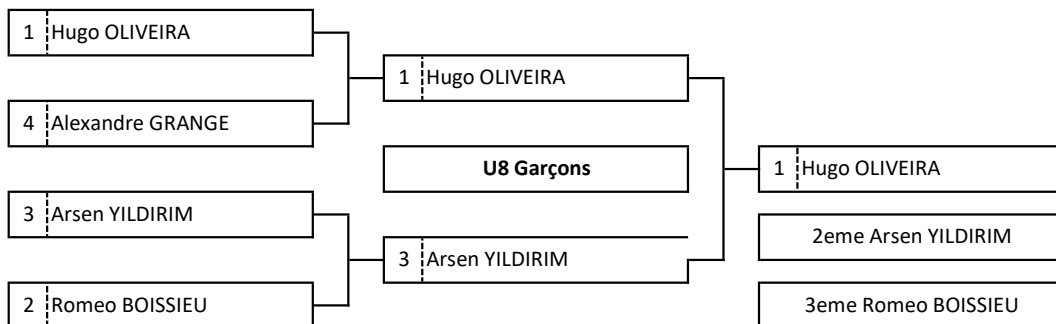 1 Hugo OLIVEIRA
4 Alexandre GRANGE
3 Arsen YILDIRIM
2 Romeo BOISSIEU
1 Hugo OLIVEIRA
U8 Garçons
3 Arsen YILDIRIM
1 Hugo OLIVEIRA
2eme Arsen YILDIRIM
3eme Romeo BOISSIEU